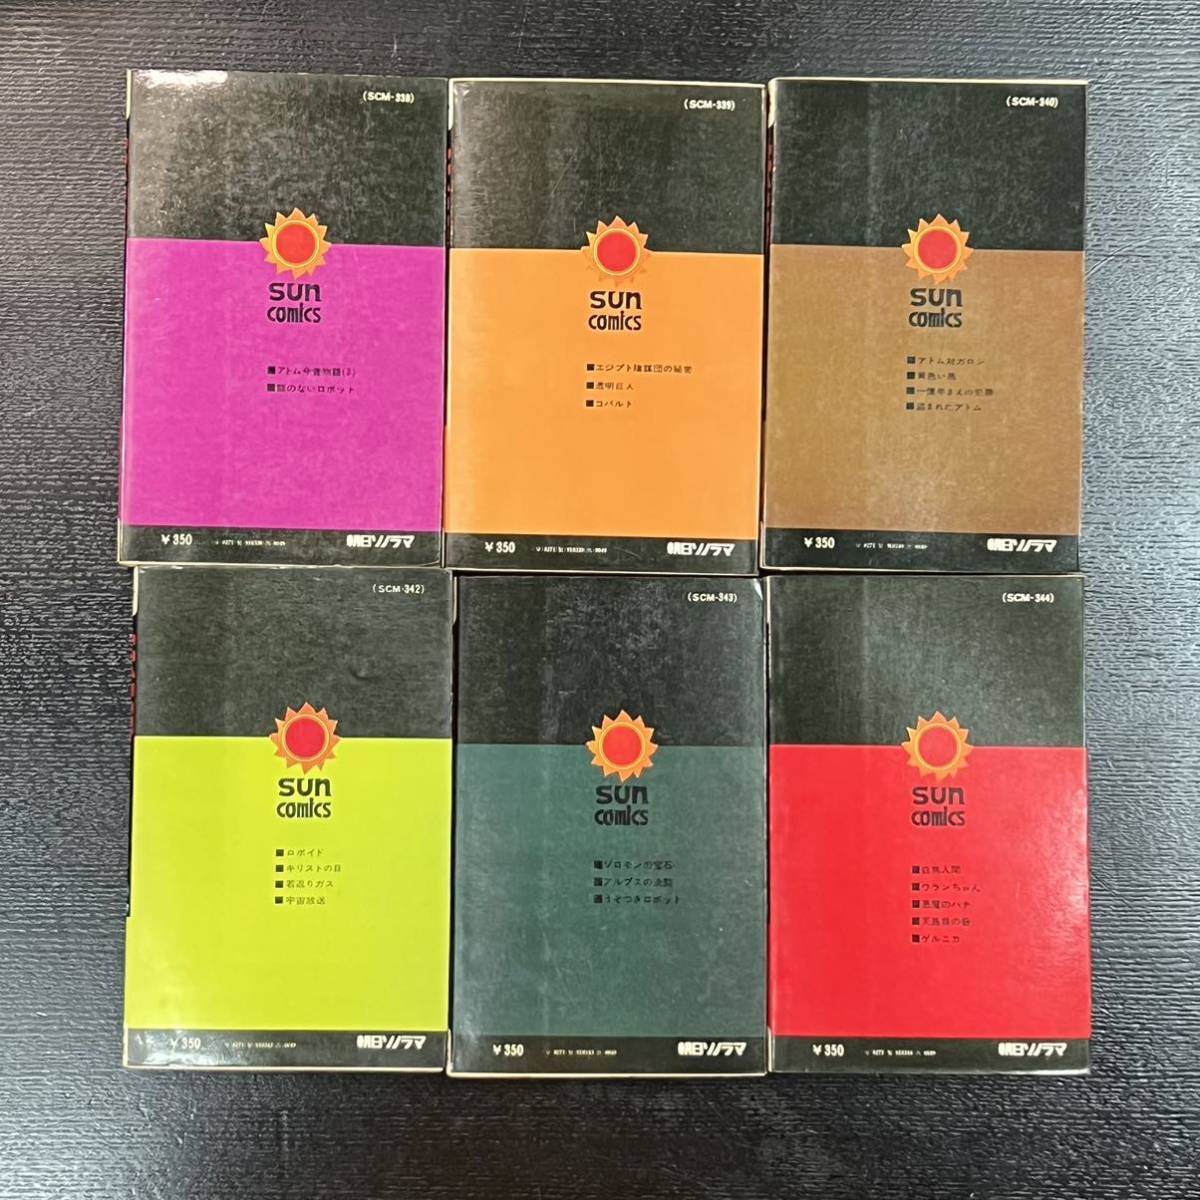 (SCM-338)
sun
comics
■アトム今昔物語(3)
■顔のないロボット
¥350
朝日ソノラマ
(SCM-339)
sun
comics
■エジプト陰謀団の秘密
■透明巨人
■コバルト
¥350
朝日ソノラマ
(SCM-340)
sun
comics
■アトム対ガロン
■黄色い馬
■一億年まえの犯罪
■盗まれたアトム
¥350
朝日ソノラマ
(SCM-342)
sun
comics
■ロボイド
■キリストの目
■若返りガス
■宇宙放送
¥350
朝日ソノラマ
(SCM-343)
sun
comics
■ソロモンの宝石
■アルプスの決闘
■うそつきロボット
¥350
朝日ソノラマ
(SCM-344)
sun
comics
■白熱人間
■ウランちゃん
■悪魔のハチ
■ゲルニカ
¥350
朝日ソノラマ